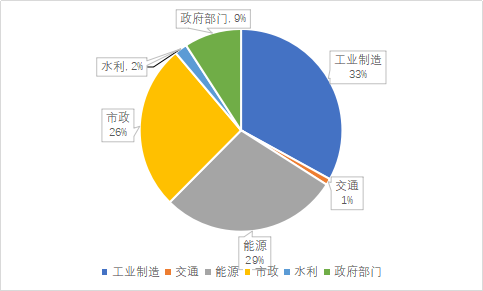 政府部门, 9%
工业制造
33%
水利, 2%
市政
26%
交通
1%
能源
29%
工业制造 交通 能源 市政 水利 政府部门